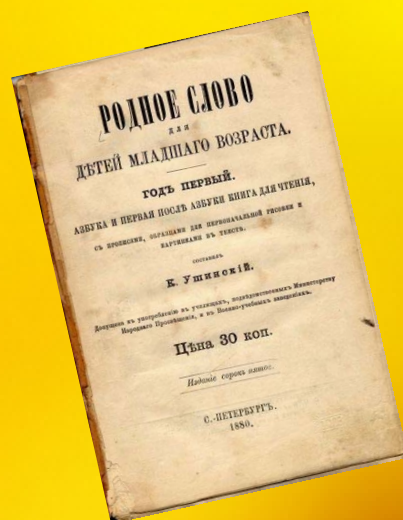 РОДНОЕ СЛОВО
ДЛЯ
ДѢТЕЙ МЛАДШАГО ВОЗРАСТА.
ГОДЪ ПЕРВЫЙ.
АЗБУКА И ПЕРВАЯ ПОСЛѢ АЗБУКИ КНИГА ДЛЯ ЧТЕНІЯ,
СЪ ПРОПИСЯМИ, ОБРАЗЦАМИ ДЛЯ ПЕРВОНАЧАЛЬНОЙ РИСОВКИ И
КАРТИНКАМИ ВЪ ТЕКСТѢ.
СОСТАВИЛЪ
К. Ушинскій.
Допущена къ употребленію въ училищахъ, подвѣдомственныхъ Министерству
Народнаго Просвѣщенія, и въ Военно-учебныхъ заведеніяхъ.
Цѣна 30 коп.
Изданіе сорокъ пятое.
С.-ПЕТЕРБУРГЪ.
1880.